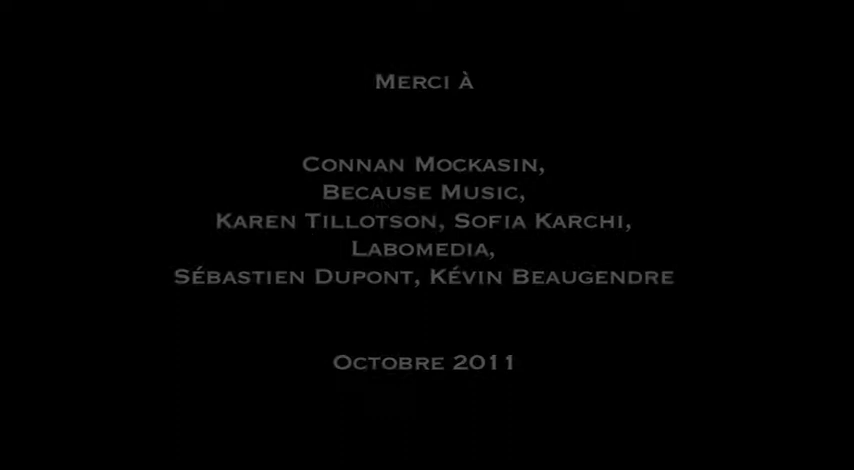 Merci à
Connan Mockasin,
Because Music,
Karen Tillotson, Sofia Karchi,
Labomedia,
Sébastien Dupont, Kévin Beaugendre
Octobre 2011